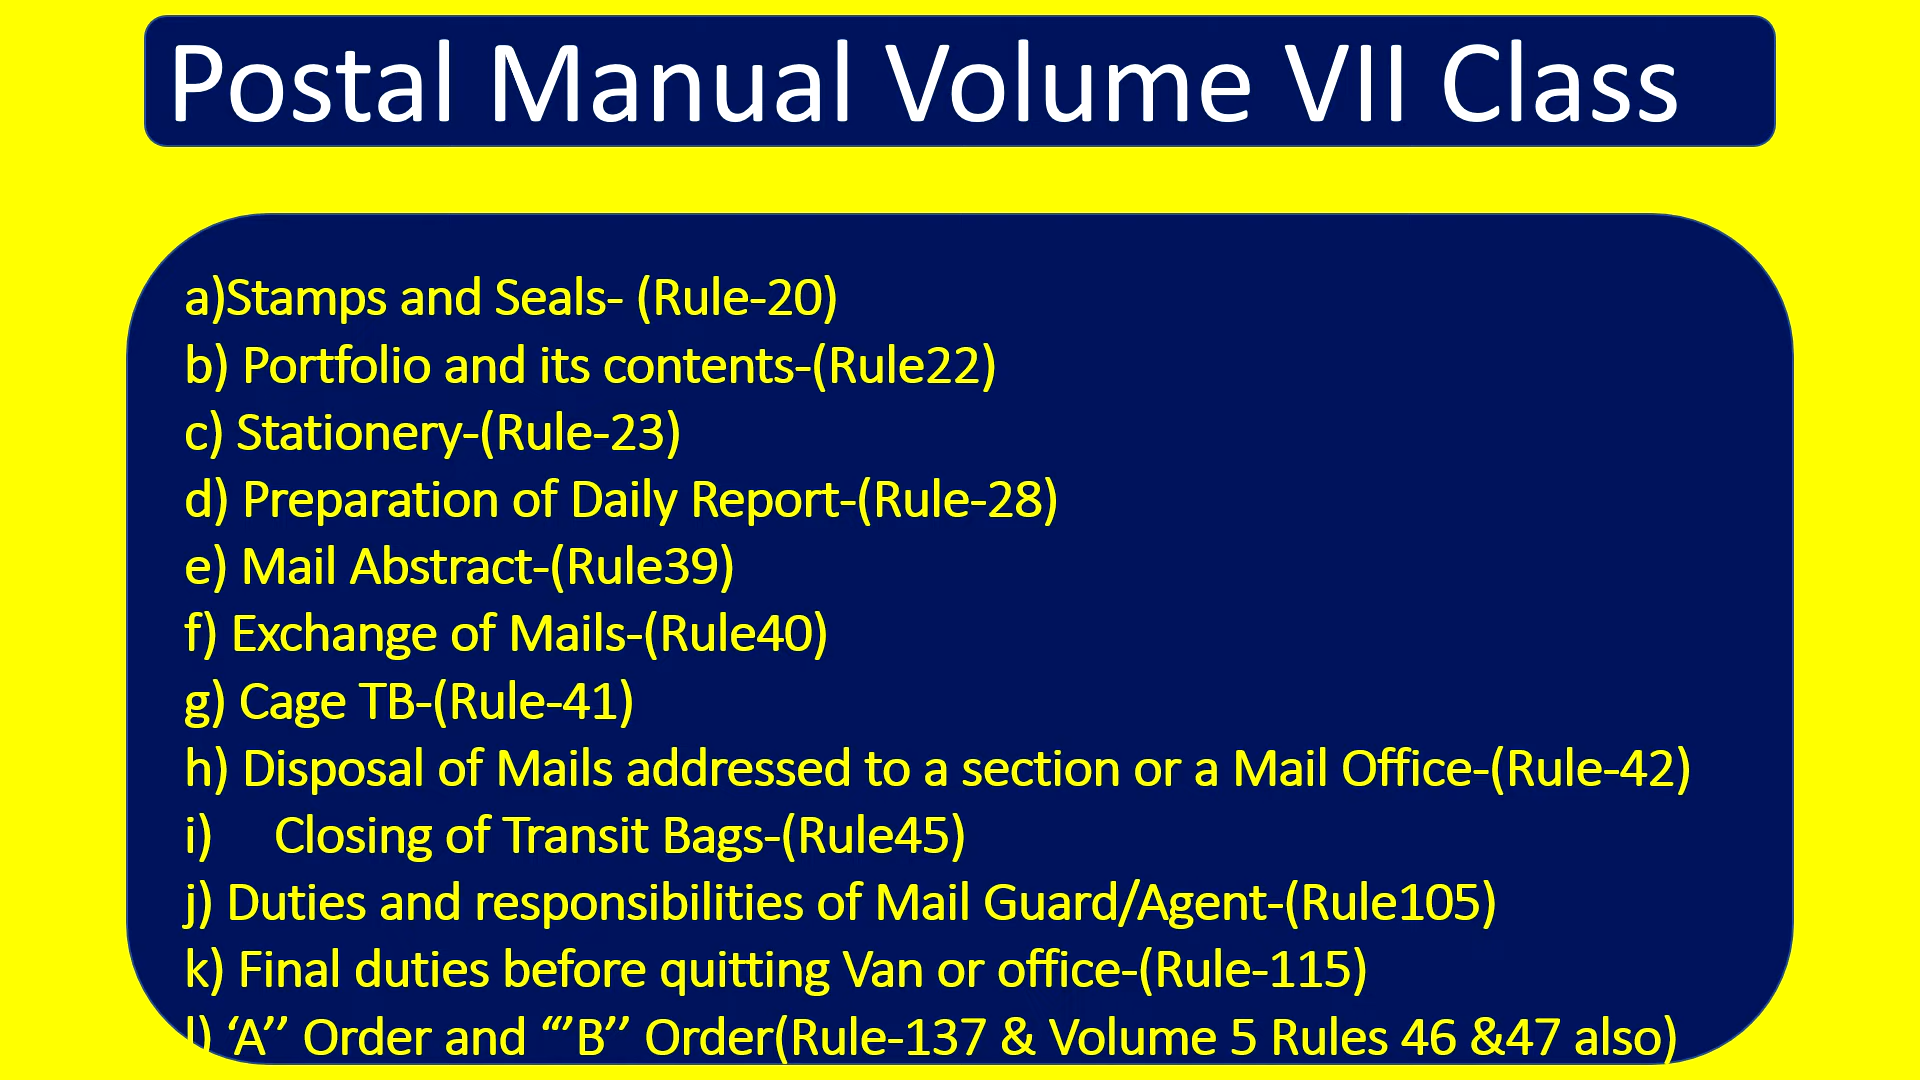 Postal Manual Volume VII Class
a)Stamps and Seals- (Rule-20)
b) Portfolio and its contents-(Rule22)
c) Stationery-(Rule-23)
d) Preparation of Daily Report-(Rule-28)
e) Mail Abstract-(Rule39)
f) Exchange of Mails-(Rule40)
g) Cage TB-(Rule-41)
h) Disposal of Mails addressed to a section or a Mail Office-(Rule-42)
i) Closing of Transit Bags-(Rule45)
j) Duties and responsibilities of Mail Guard/Agent-(Rule105)
k) Final duties before quitting Van or office-(Rule-115)
l) ‘A’’ Order and “’B’’ Order(Rule-137 & Volume 5 Rules 46 &47 also)